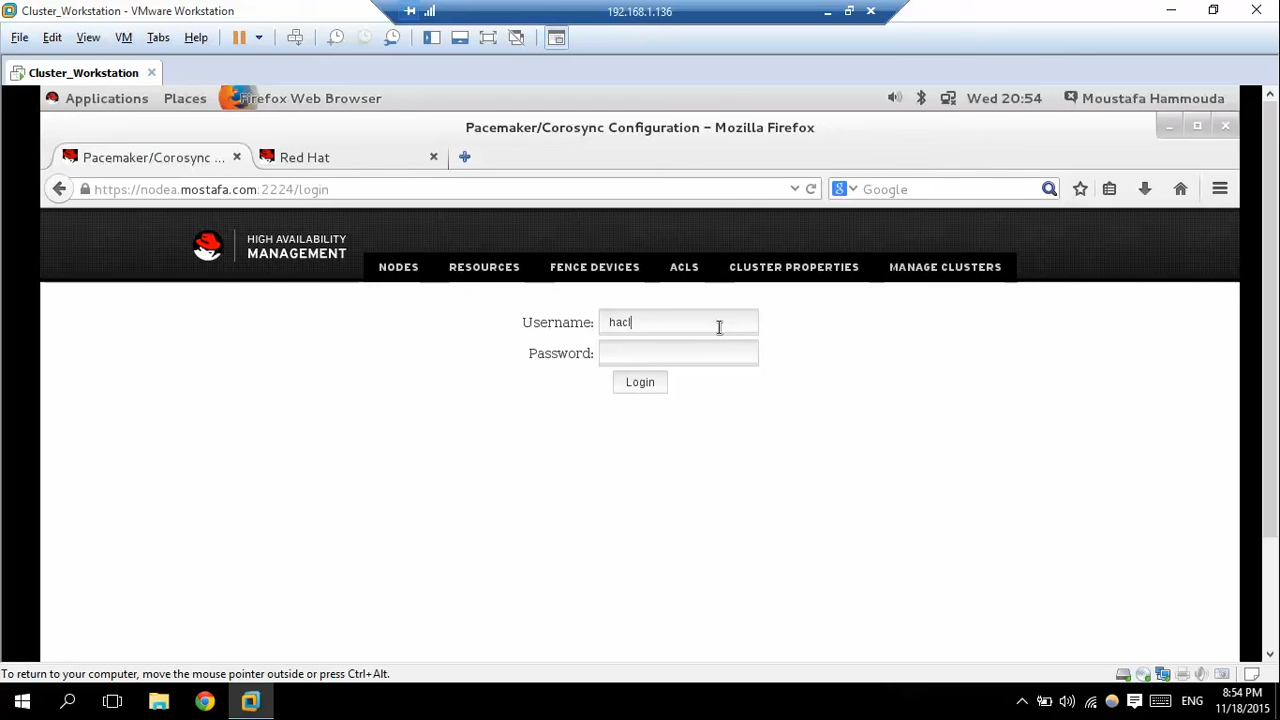 Cluster_Workstation - VMware Workstation
192.168.1.136
File Edit View VM Tabs Help
Cluster_Workstation
Applications Places Firefox Web Browser Wed 20:54 Moustafa Hammouda
Pacemaker/Corosync Configuration - Mozilla Firefox
Pacemaker/Corosync ... Red Hat
https://nodea.mostafa.com:2224/login Google
HIGH AVAILABILITY
MANAGEMENT
NODES RESOURCES FENCE DEVICES ACLS CLUSTER PROPERTIES MANAGE CLUSTERS
Username: hacl
Password:
Login
To return to your computer, move the mouse pointer outside or press Ctrl+Alt.
ENG
8:54 PM
11/18/2015